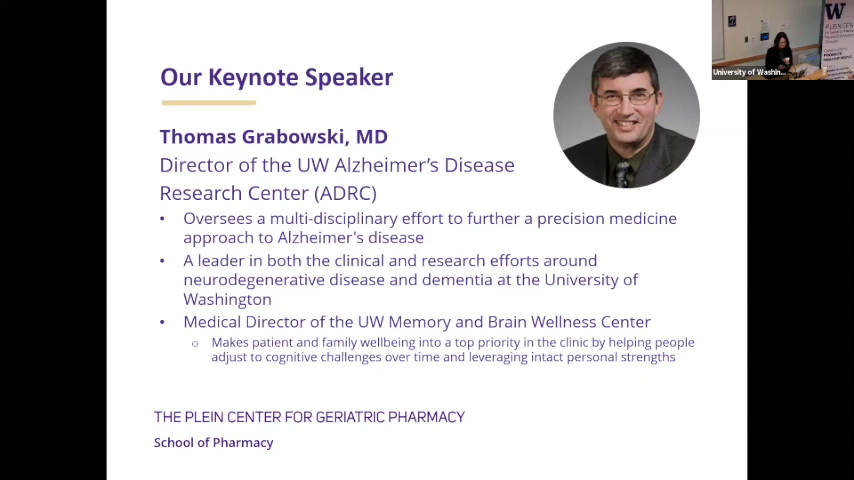 Our Keynote Speaker
Thomas Grabowski, MD
Director of the UW Alzheimer's Disease
Research Center (ADRC)
• Oversees a multi-disciplinary effort to further a precision medicine
approach to Alzheimer's disease
• A leader in both the clinical and research efforts around
neurodegenerative disease and dementia at the University of
Washington
• Medical Director of the UW Memory and Brain Wellness Center
o Makes patient and family wellbeing into a top priority in the clinic by helping people
adjust to cognitive challenges over time and leveraging intact personal strengths
THE PLEIN CENTER FOR GERIATRIC PHARMACY
School of Pharmacy
W
PLEIN CEN
University of Washin...